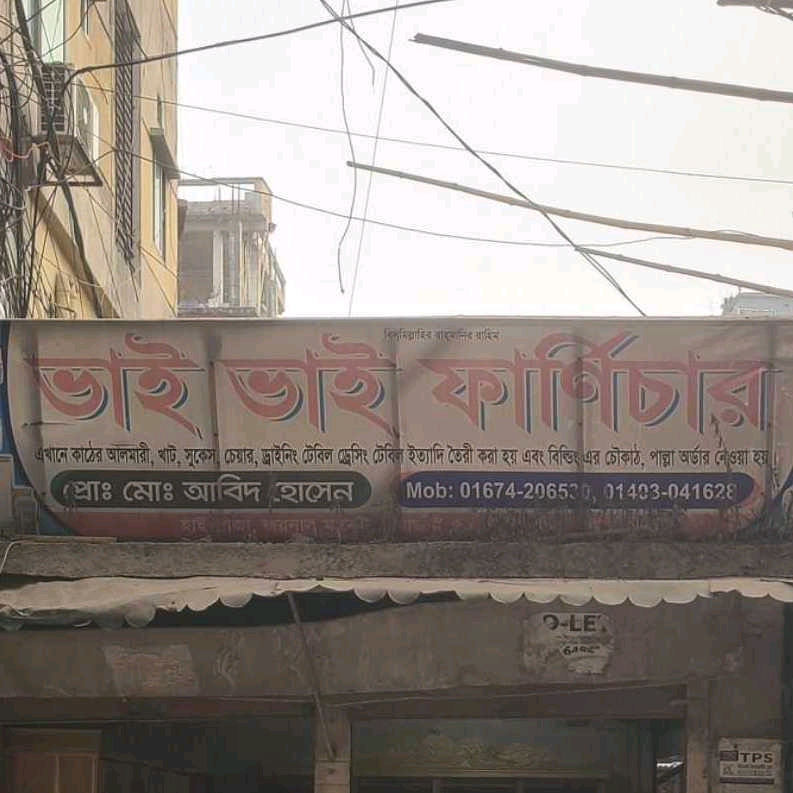 বিসমিল্লাহির রাহমানির রাহিম
ভাই ভাই ফার্ণিচার
এখানে কাঠের আলমারী, খাট, সুকেস, চেয়ার, ড্রাইনিং টেবিল ড্রেসিং টেবিল ইত্যাদি তৈরী করা হয় এবং বিল্ডিং এর চৌকাঠ, পাল্লা অর্ডার নেওয়া হয়।
প্রোঃ মোঃ আবিদ হোসেন
Mob: 01674-206530, 01403-041628
O-LET
TPS